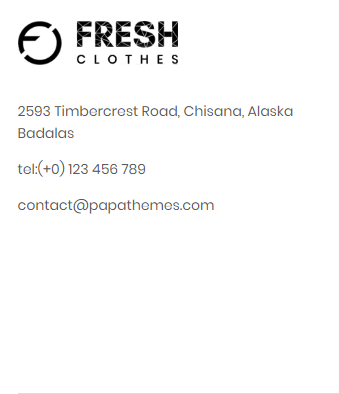 FRESH
CLOTHES
2593 Timbercrest Road, Chisana, Alaska
Badalas
tel:(+0) 123 456 789
contact@papathemes.com